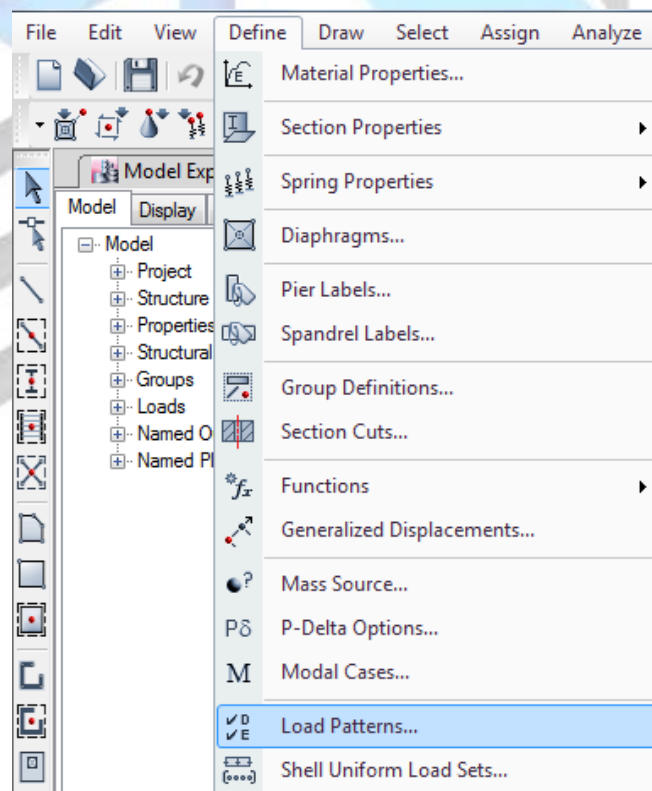 File Edit View Define Draw Select Assign Analyze
Material Properties...
Section Properties
Model Exp
Spring Properties
Model Display
Model
Diaphragms...
Project
Structure
Pier Labels...
Properties
Spandrel Labels...
Structural
Groups
Group Definitions...
Loads
Named O
Section Cuts...
Named Pl
fx Functions
Generalized Displacements...
? Mass Source...
Pδ P-Delta Options...
M Modal Cases...
D
E
Load Patterns...
Shell Uniform Load Sets...